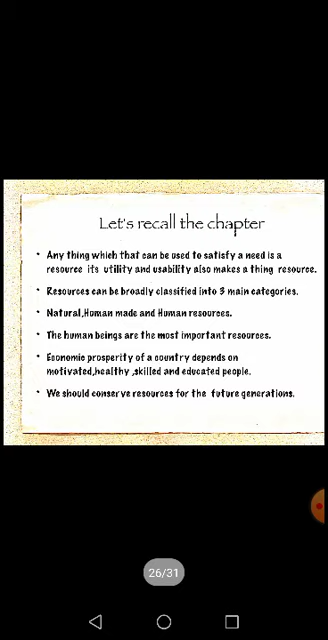 Let's recall the chapter
• Any thing which that can be used to satisfy a need is a
resource its utility and usability also makes a thing resource.
• Resources can be broadly classified into 3 main categories.
• Natural,Human made and Human resources.
• The human beings are the most important resources.
• Economic prosperity of a country depends on
motivated,healthy ,skilled and educated people.
• We should conserve resources for the future generations.
26/31